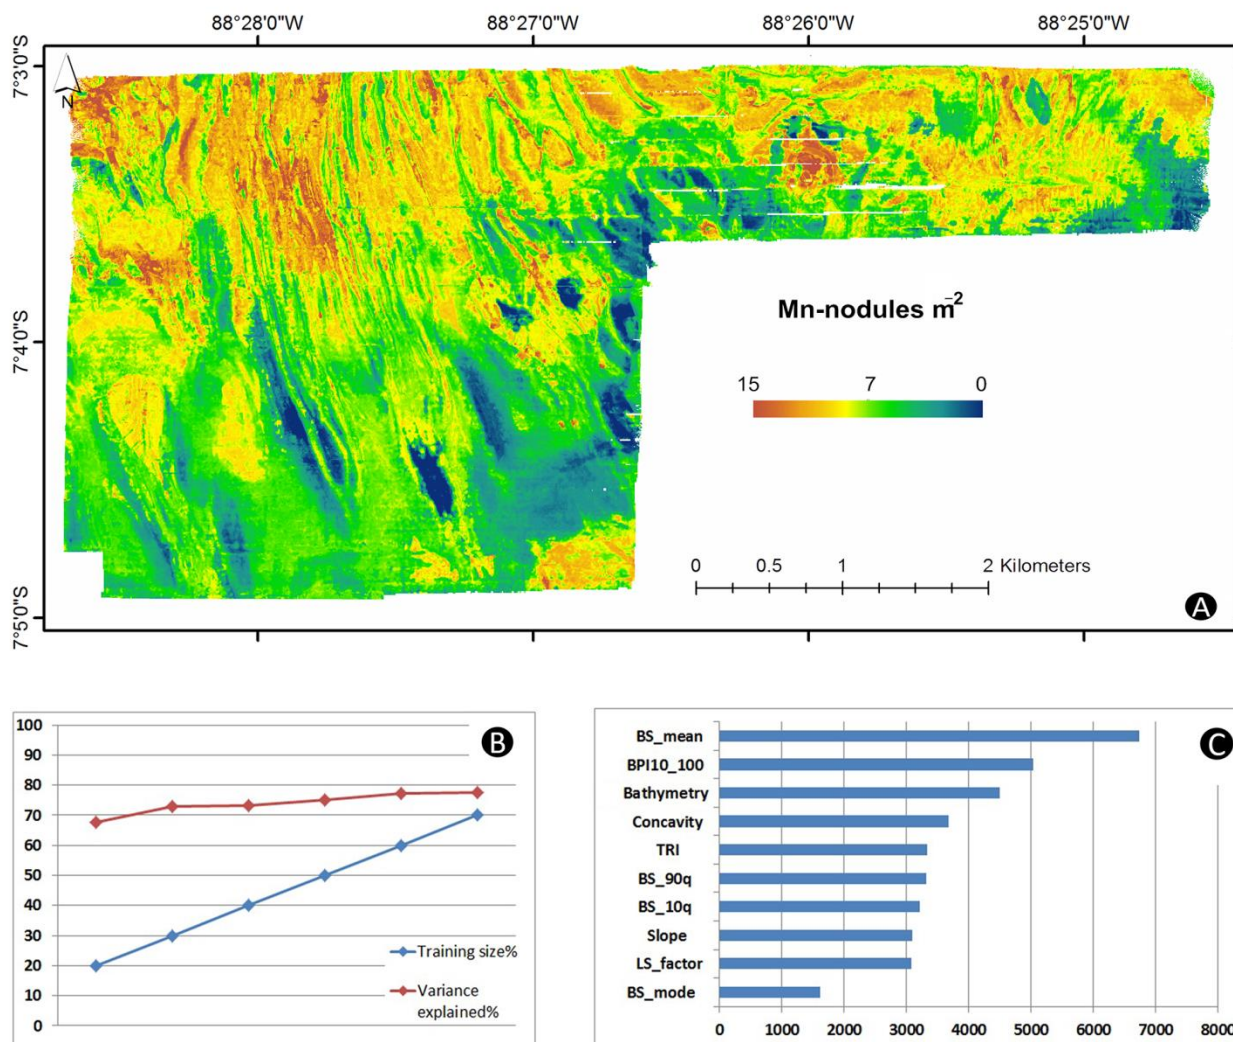 88°28'0"W 88°27'0"W 88°26'0"W 88°25'0"W
7°3'0"S
N
Mn-nodules m⁻²
7°4'0"S
15 7 0
0 0.5 1 2 Kilometers
A
7°5'0"S
B
100
90
80
70
60
50
40
30
20
10
0
Training size%
Variance
explained%
C
BS_mean
BPI10_100
Bathymetry
Concavity
TRI
BS_90q
BS_10q
Slope
LS_factor
BS_mode
0 1000 2000 3000 4000 5000 6000 7000 8000